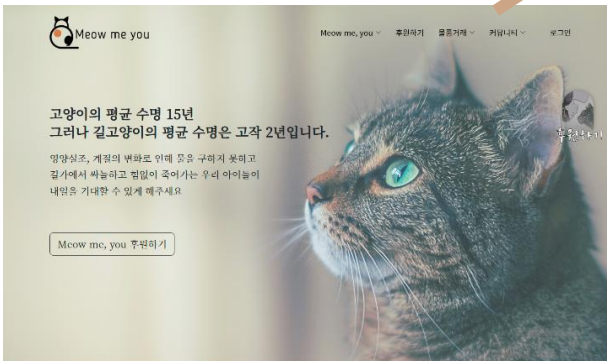 Meow me you
Meow me, you
후원하기
물품거래
커뮤니티
로그인
고양이의 평균 수명 15년
그러나 길고양이의 평균 수명은 고작 2년입니다.
영양실조, 계절의 변화로 인해 물을 구하지 못하고
길가에서 싸늘하고 힘없이 죽어가는 우리 아이들이
내일을 기대할 수 있게 해주세요
Meow me, you 후원하기